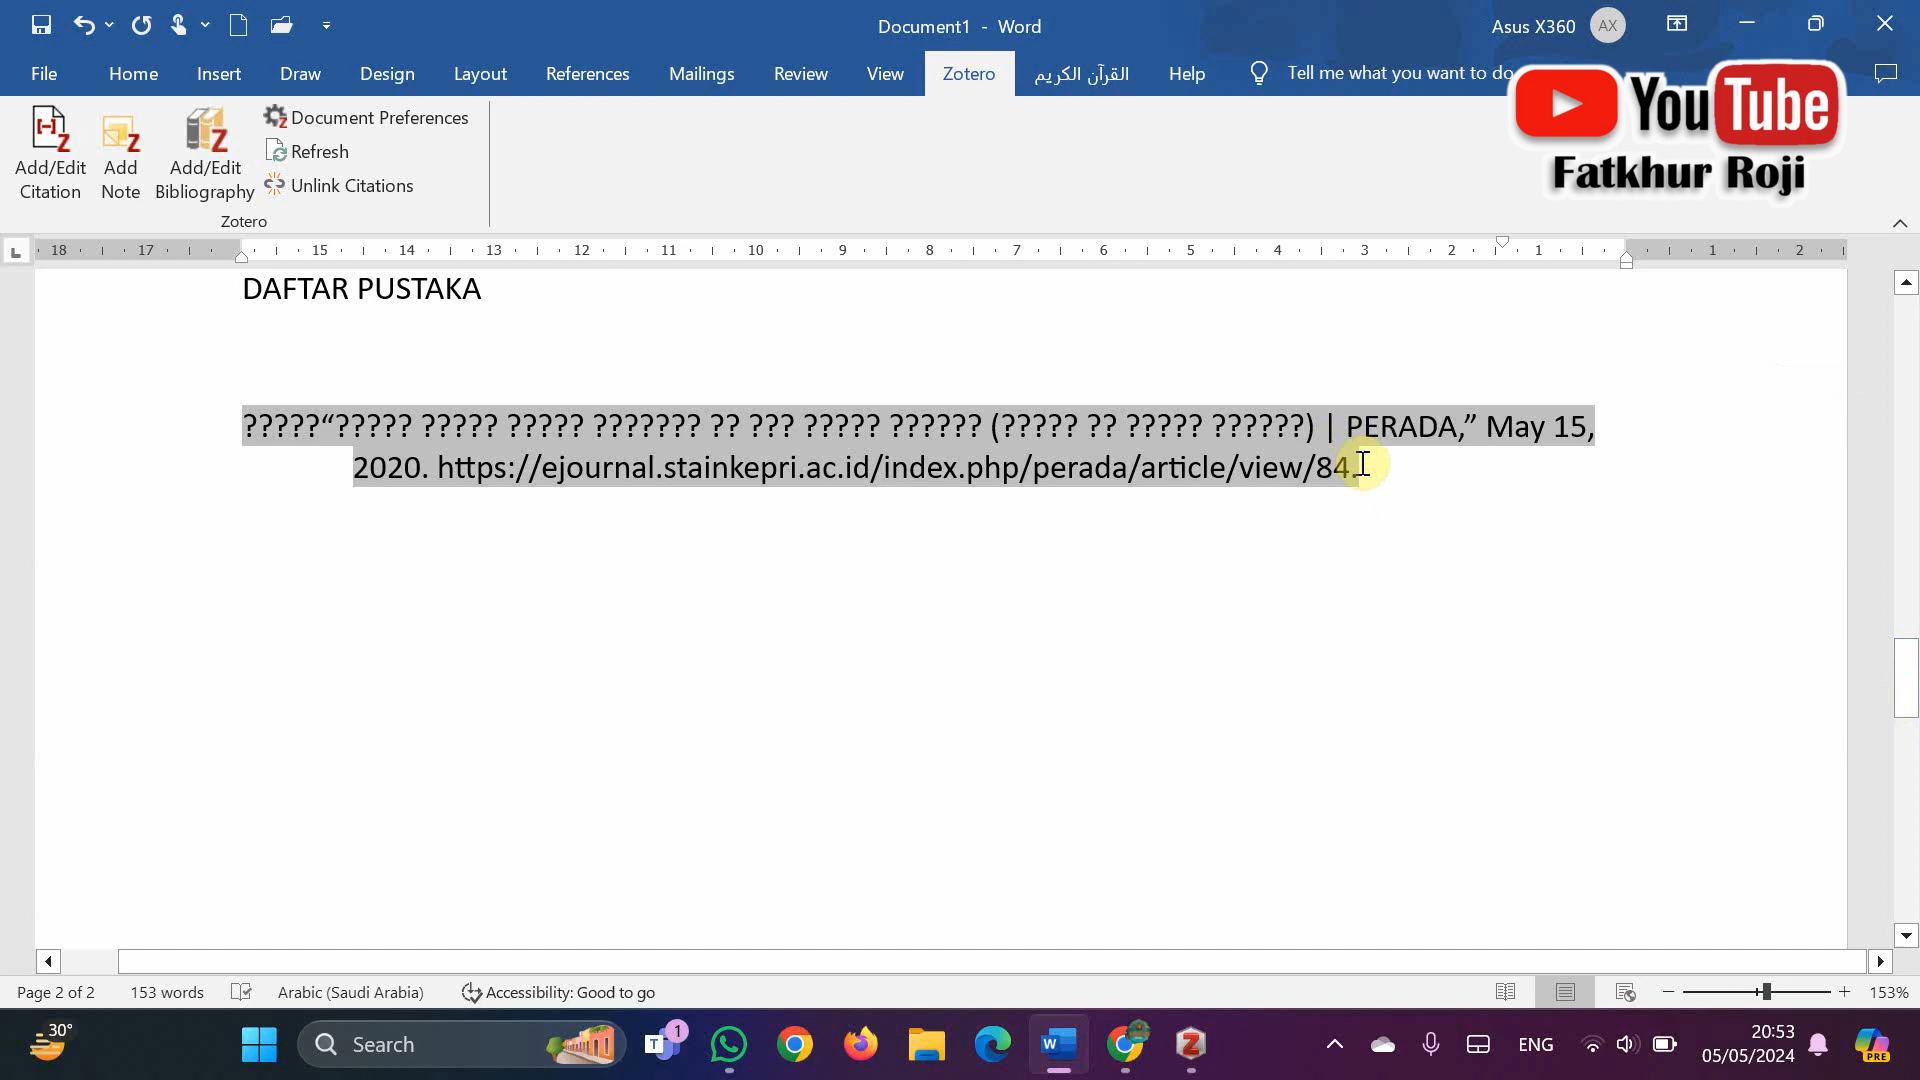 Document1 - Word
Asus X360
AX
File Home Insert Draw Design Layout References Mailings Review View Zotero القرآن الكريم Help Tell me what you want to do
YouTube
Fatkhur Roji
Add/Edit Citation
Add Note
Add/Edit Bibliography
Document Preferences
Refresh
Unlink Citations
Zotero
18 17 15 14 13 12 11 10 9 8 7 6 5 4 3 2 1 1 2
DAFTAR PUSTAKA
?????“????? ????? ????? ??????? ?? ??? ????? ?????? (????? ?? ????? ??????) | PERADA,” May 15,
2020. https://ejournal.stainkepri.ac.id/index.php/perada/article/view/84.
Page 2 of 2 153 words Arabic (Saudi Arabia) Accessibility: Good to go 153%
30°
Search
1
ENG
20:53
05/05/2024
PRE